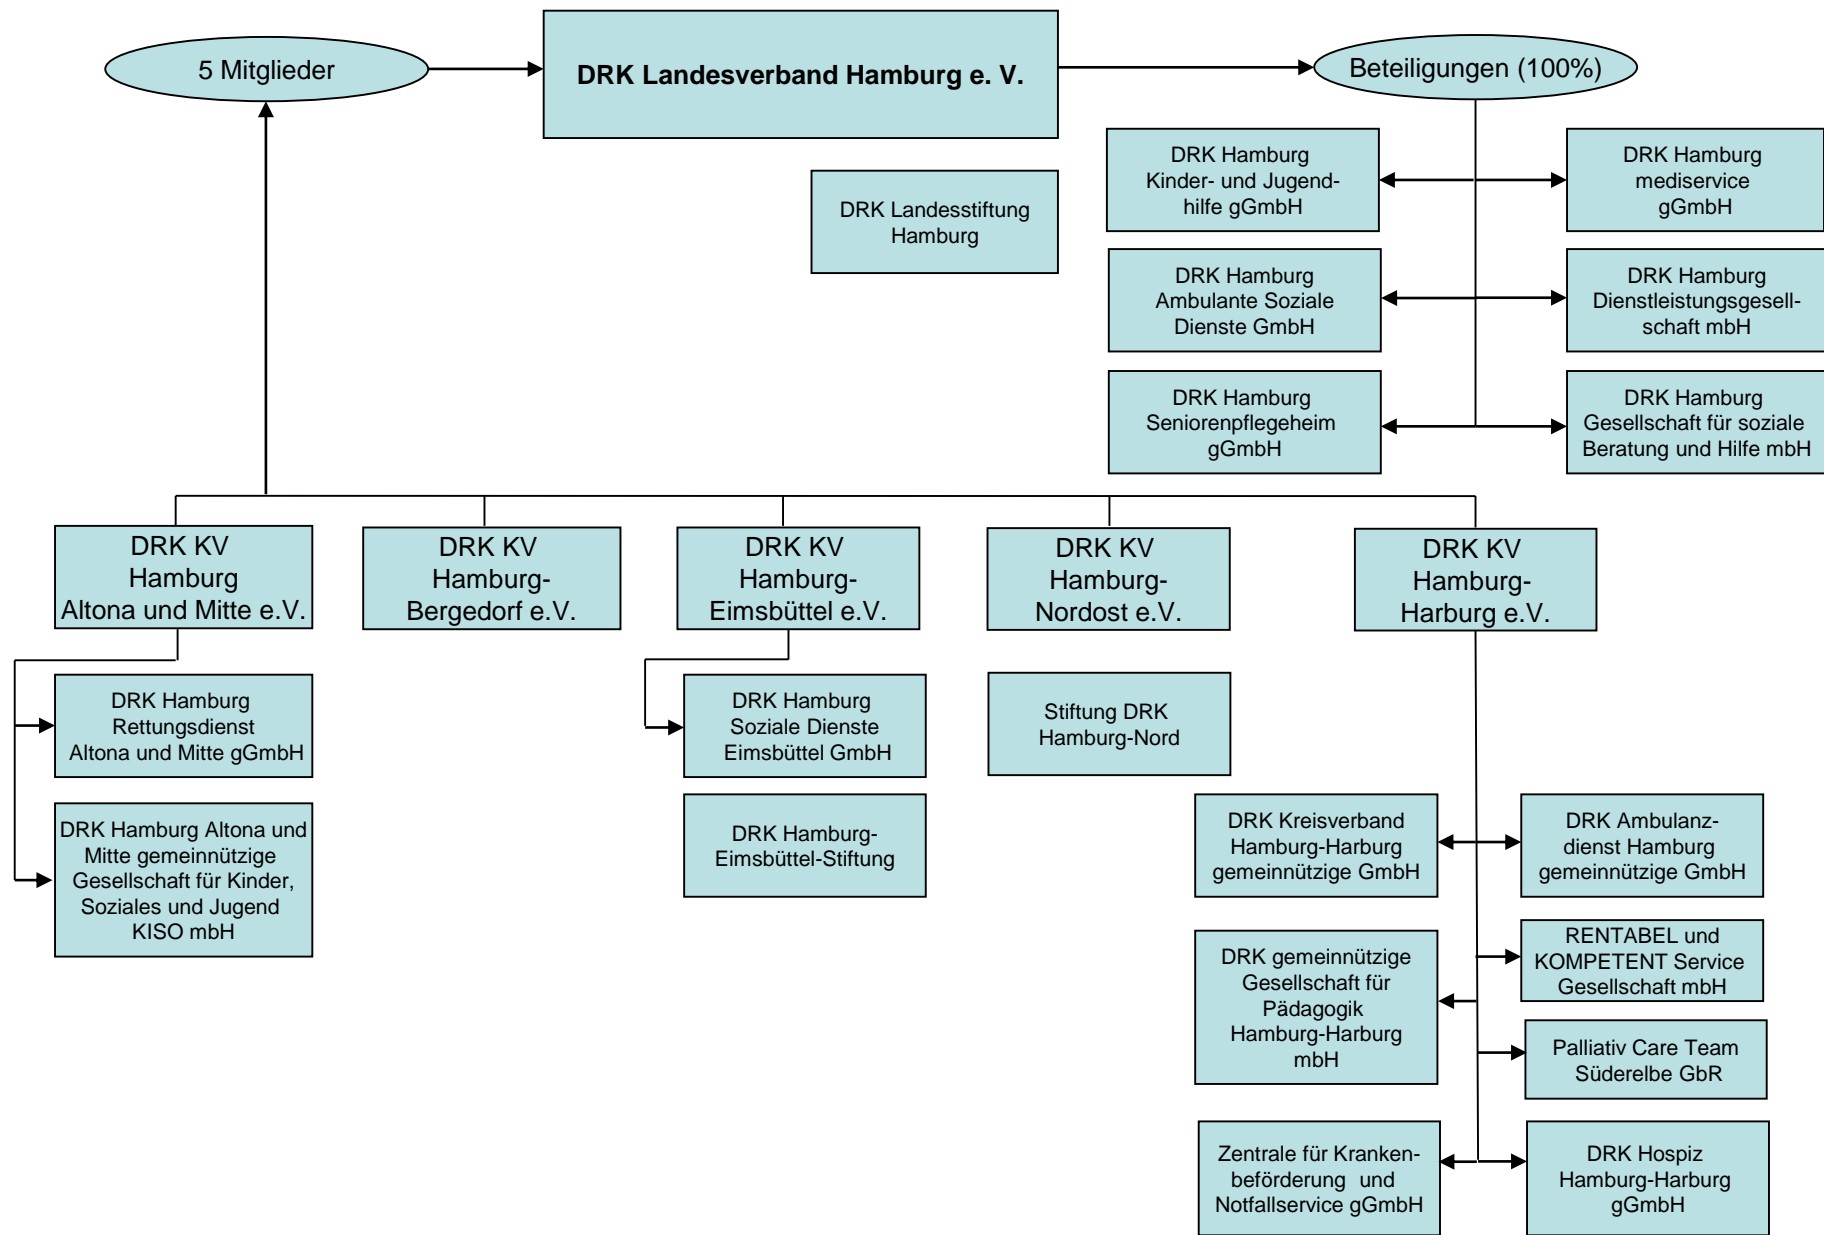 5 Mitglieder
DRK Landesverband Hamburg e. V.
Beteiligungen (100%)
DRK Landesstiftung
Hamburg
DRK Hamburg
Kinder- und Jugend-
hilfe gGmbH
DRK Hamburg
mediservice
gGmbH
DRK Hamburg
Ambulante Soziale
Dienste GmbH
DRK Hamburg
Dienstleistungsgesell-
schaft mbH
DRK Hamburg
Seniorenpflegeheim
gGmbH
DRK Hamburg
Gesellschaft für soziale
Beratung und Hilfe mbH
DRK KV
Hamburg
Altona und Mitte e.V.
DRK KV
Hamburg-
Bergedorf e.V.
DRK KV
Hamburg-
Eimsbüttel e.V.
DRK KV
Hamburg-
Nordost e.V.
DRK KV
Hamburg-
Harburg e.V.
DRK Hamburg
Rettungsdienst
Altona und Mitte gGmbH
DRK Hamburg Altona und
Mitte gemeinnützige
Gesellschaft für Kinder,
Soziales und Jugend
KISO mbH
DRK Hamburg
Soziale Dienste
Eimsbüttel GmbH
DRK Hamburg-
Eimsbüttel-Stiftung
Stiftung DRK
Hamburg-Nord
DRK Kreisverband
Hamburg-Harburg
gemeinnützige GmbH
DRK Ambulanz-
dienst Hamburg
gemeinnützige GmbH
DRK gemeinnützige
Gesellschaft für
Pädagogik
Hamburg-Harburg
mbH
RENTABEL und
KOMPETENT Service
Gesellschaft mbH
Palliativ Care Team
Süderelbe GbR
Zentrale für Kranken-
beförderung und
Notfallservice gGmbH
DRK Hospiz
Hamburg-Harburg
gGmbH